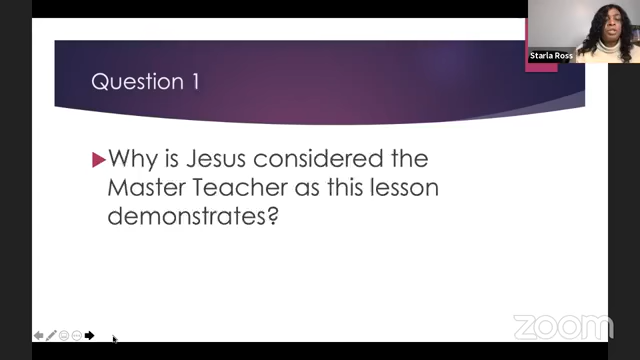 Starla Ross
Question 1
Why is Jesus considered the
Master Teacher as this lesson
demonstrates?
zoom